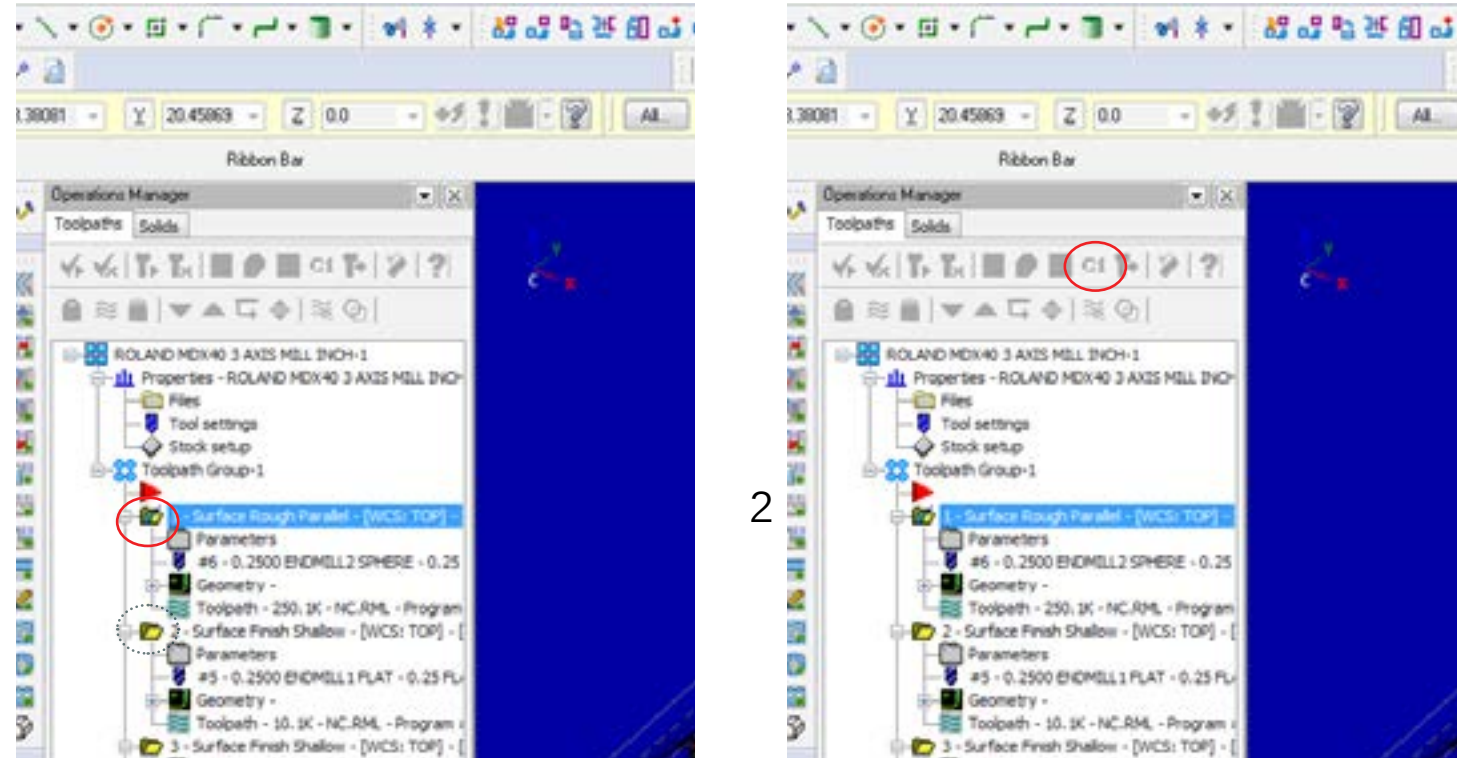 .38081 Y 20.45869 Z 0.0 All...
Ribbon Bar
Operations Manager
Toolpaths Solids
G1
ROLAND MDX40 3 AXIS MILL INCH-1
Properties - ROLAND MDX40 3 AXIS MILL INCH
Files
Tool settings
Stock setup
Toolpath Group-1
1 - Surface Rough Parallel - [WCS: TOP] -
Parameters
#6 - 0.2500 ENDMILL2 SPHERE - 0.25
Geometry -
Toolpath - 250.1K - NC.RML - Program
2 - Surface Finish Shallow - [WCS: TOP] - [
Parameters
#5 - 0.2500 ENDMILL1 FLAT - 0.25 FL
Geometry -
Toolpath - 10.1K - NC.RML - Program
3 - Surface Finish Shallow - [WCS: TOP] - [
2
.38081 Y 20.45869 Z 0.0 All...
Ribbon Bar
Operations Manager
Toolpaths Solids
G1
ROLAND MDX40 3 AXIS MILL INCH-1
Properties - ROLAND MDX40 3 AXIS MILL INCH
Files
Tool settings
Stock setup
Toolpath Group-1
1 - Surface Rough Parallel - [WCS: TOP] -
Parameters
#6 - 0.2500 ENDMILL2 SPHERE - 0.25
Geometry -
Toolpath - 250.1K - NC.RML - Program
2 - Surface Finish Shallow - [WCS: TOP] - [
Parameters
#5 - 0.2500 ENDMILL1 FLAT - 0.25 FL
Geometry -
Toolpath - 10.1K - NC.RML - Program
3 - Surface Finish Shallow - [WCS: TOP] - [